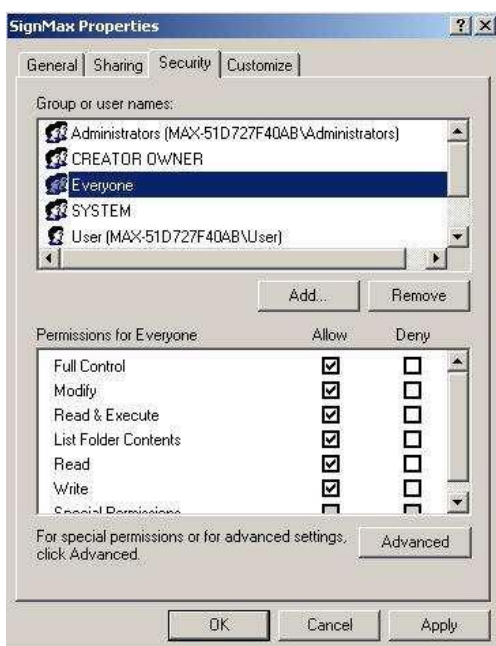 SignMax Properties
General Sharing Security Customize
Group or user names:
Administrators (MAX-51D727F40AB\Administrators)
CREATOR OWNER
Everyone
SYSTEM
User (MAX-51D727F40AB\User)
Add... Remove
Permissions for Everyone Allow Deny
Full Control
Modify
Read & Execute
List Folder Contents
Read
Write
Special Permissions
For special permissions or for advanced settings,
click Advanced.
Advanced
OK Cancel Apply